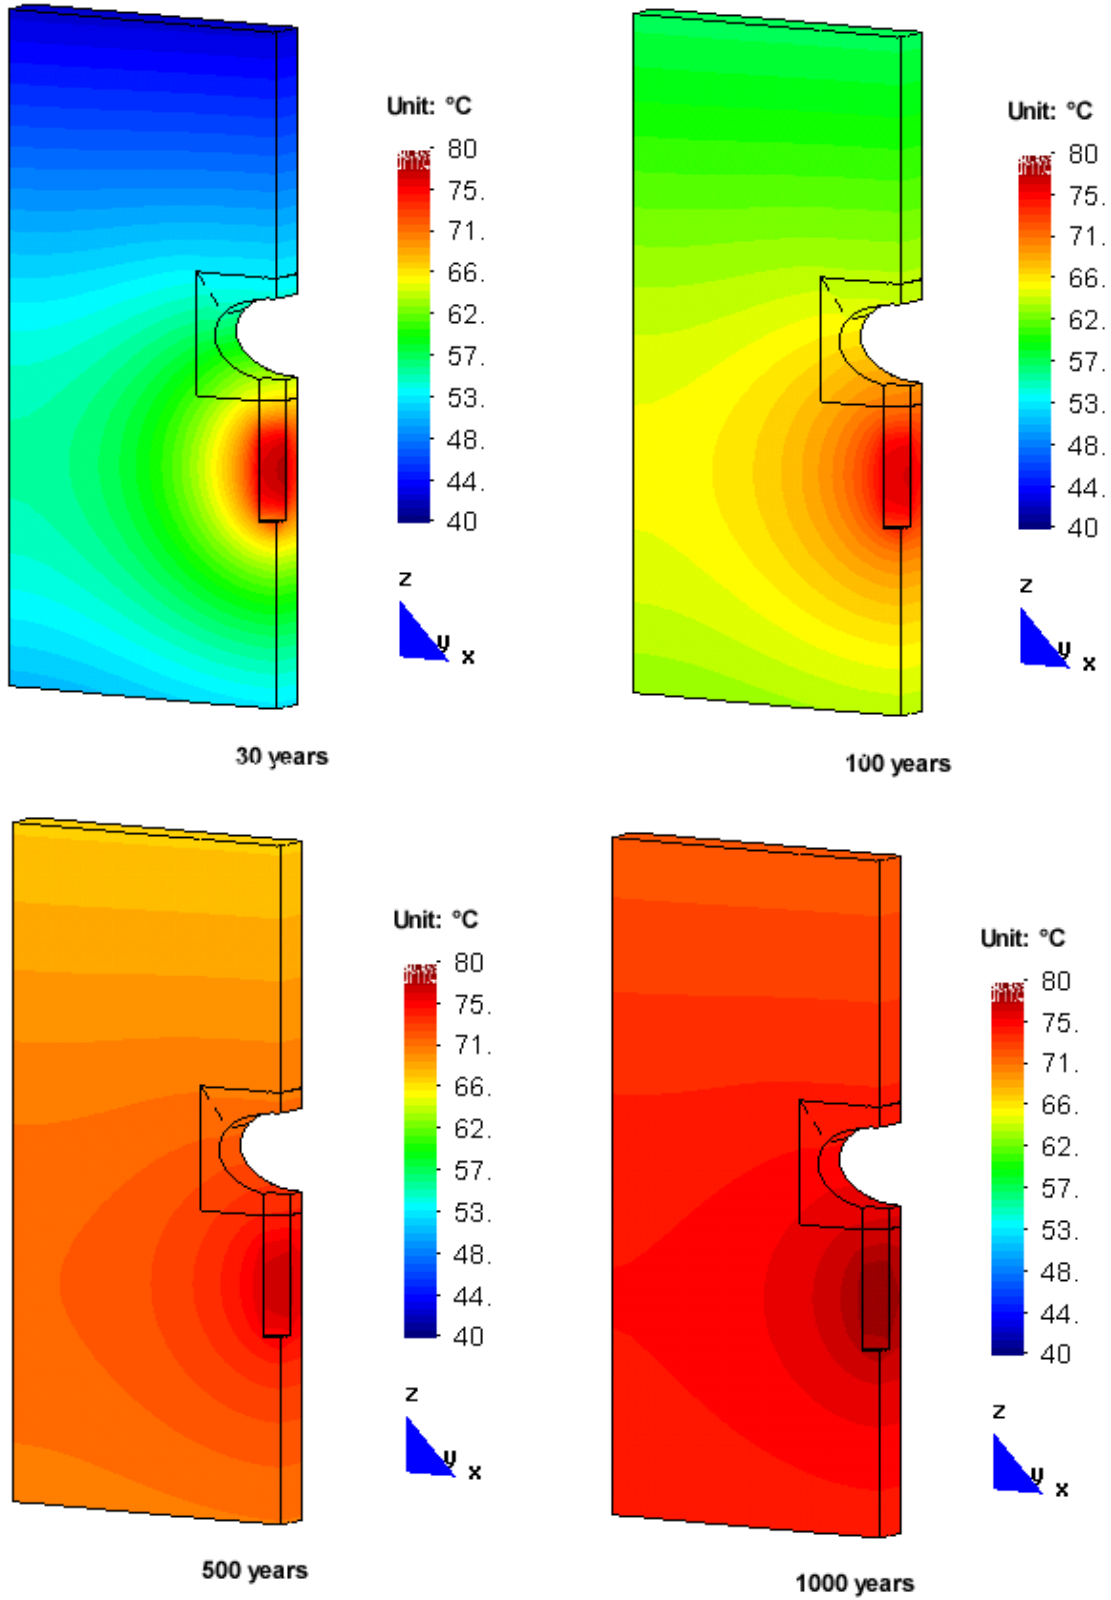 Unit: °C
80
75.
71.
66.
62.
57.
53.
48.
44.
40
z
y
x
30 years
Unit: °C
80
75.
71.
66.
62.
57.
53.
48.
44.
40
z
y
x
100 years
Unit: °C
80
75.
71.
66.
62.
57.
53.
48.
44.
40
z
y
x
500 years
Unit: °C
80
75.
71.
66.
62.
57.
53.
48.
44.
40
z
y
x
1000 years